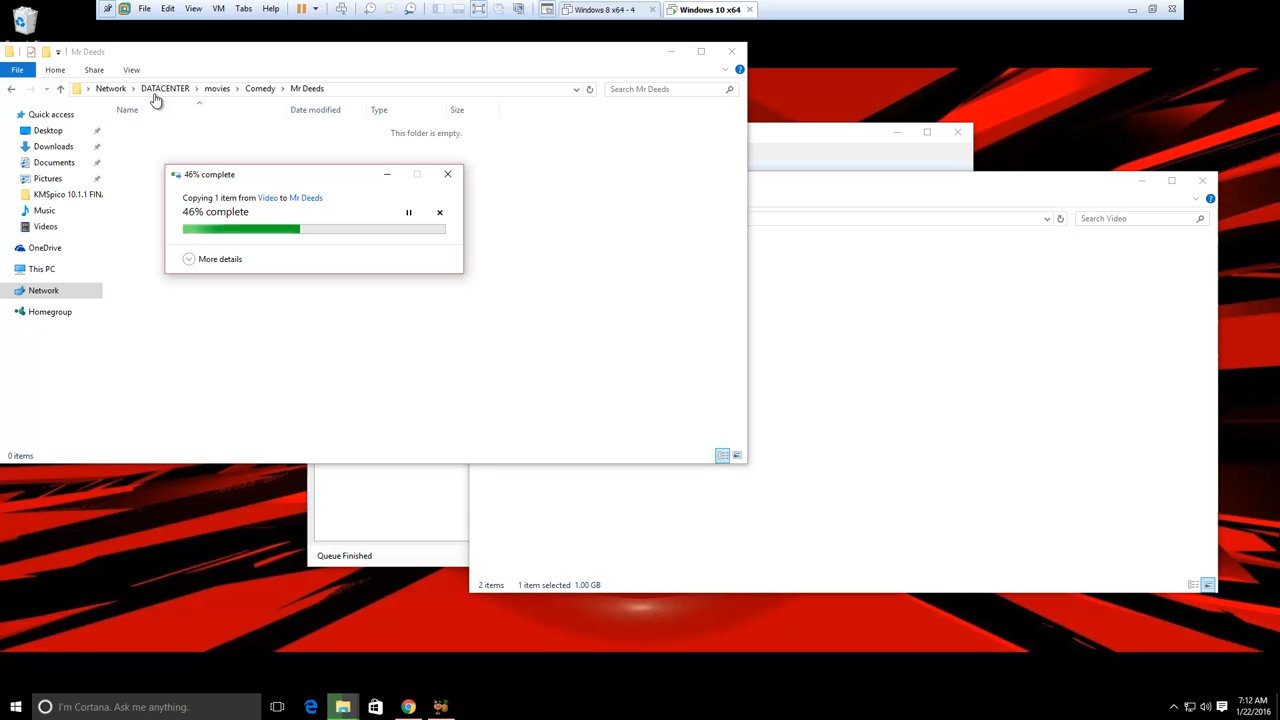 File Edit View VM Tabs Help Windows 8 x64 - 4 Windows 10 x64
Mr Deeds
File Home Share View
Network DATACENTER movies Comedy Mr Deeds Search Mr Deeds
Name Date modified Type Size
This folder is empty.
Quick access
Desktop
Downloads
Documents
Pictures
KMSpico 10.1.1 FINA
Music
Videos
OneDrive
This PC
Network
Homegroup
0 items
46% complete
Copying 1 item from Video to Mr Deeds
46% complete
More details
Search Video
Queue Finished
2 items 1 item selected 1.00 GB
I'm Cortana. Ask me anything.
7:12 AM
1/22/2016